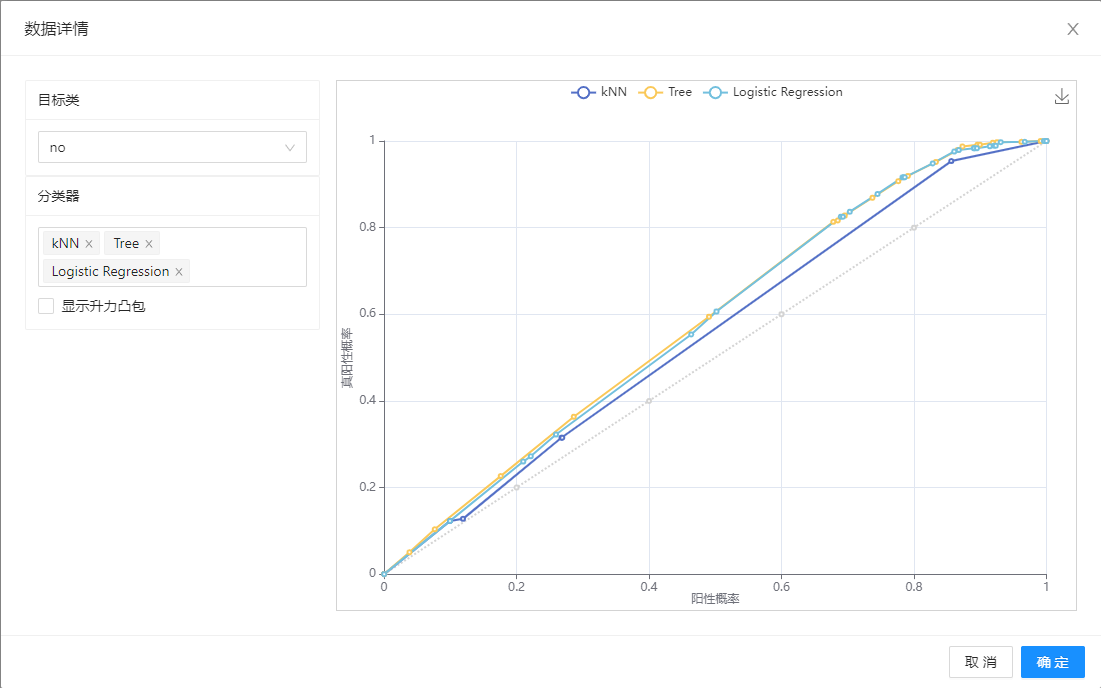 数据详情
目标类
no
分类器
kNN
Tree
Logistic Regression
显示升力凸包
kNN Tree Logistic Regression
1
0.8
0.6
0.4
0.2
0
真阳性概率
0 0.2 0.4 0.6 0.8 1
阳性概率
取 消
确 定